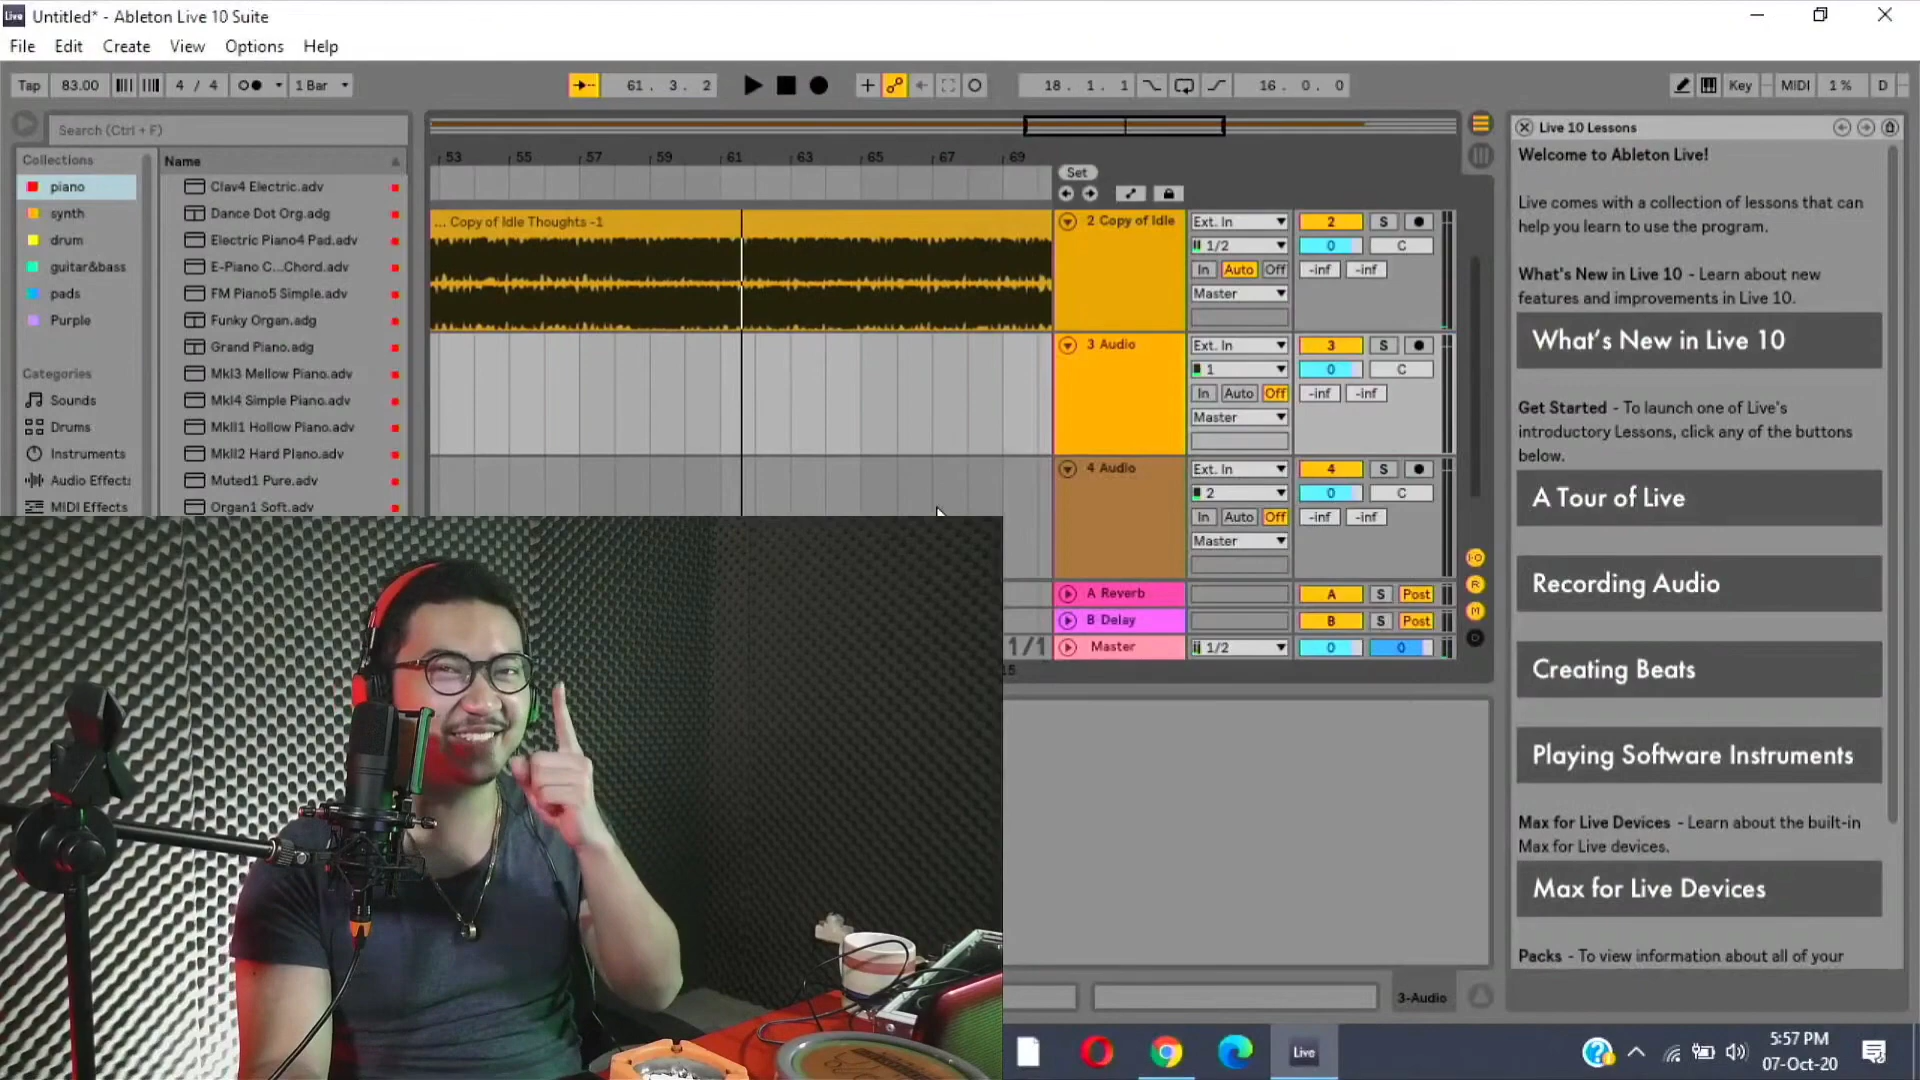 Live Untitled* - Ableton Live 10 Suite
File Edit Create View Options Help
Tap 83.00 4 / 4 1 Bar 61 . 3 . 2 18 . 1 . 1 16 . 0 . 0 Key MIDI 1 % D
Search (Ctrl + F)
Collections
piano
synth
drum
guitar&bass
pads
Purple
Categories
Sounds
Drums
Instruments
Audio Effects
MIDI Effects
Name
Clav4 Electric.adv
Dance Dot Org.adg
Electric Piano4 Pad.adv
E-Piano C...Chord.adv
FM Piano5 Simple.adv
Funky Organ.adg
Grand Piano.adg
MkI3 Mellow Piano.adv
MkI4 Simple Piano.adv
MkII1 Hollow Piano.adv
MkII2 Hard Piano.adv
Muted1 Pure.adv
Organ1 Soft.adv
53 55 57 59 61 63 65 67 69
Set
... Copy of Idle Thoughts -1
2 Copy of Idle Ext. In 2 S
1/2 0 C
In Auto Off -inf -inf
Master
3 Audio Ext. In 3 S
1 0 C
In Auto Off -inf -inf
Master
4 Audio Ext. In 4 S
2 0 C
In Auto Off -inf -inf
Master
A Reverb A S Post
B Delay B S Post
1/1 Master 1/2 0 0
I·O
R
M
D
Live 10 Lessons
Welcome to Ableton Live!
Live comes with a collection of lessons that can
help you learn to use the program.
What's New in Live 10 - Learn about new
features and improvements in Live 10.
What's New in Live 10
Get Started - To launch one of Live's
introductory Lessons, click any of the buttons
below.
A Tour of Live
Recording Audio
Creating Beats
Playing Software Instruments
Max for Live Devices - Learn about the built-in
Max for Live devices.
Max for Live Devices
Packs - To view information about all of your
3-Audio
Live
5:57 PM
07-Oct-20